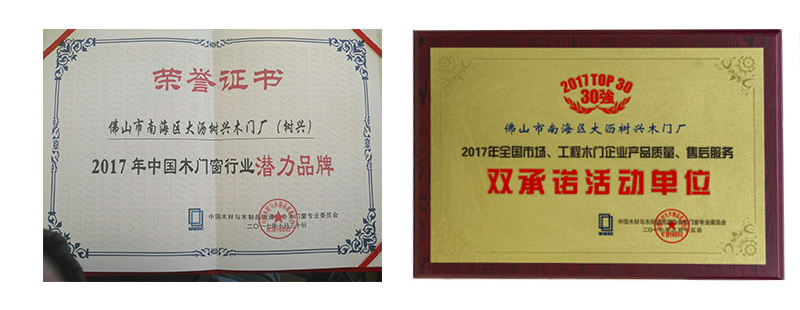 荣誉证书
佛山市南海区大沥树兴木门厂（树兴）
2017年中国木门窗行业潜力品牌
2017 TOP 30
30強
佛山市南海区大沥树兴木门厂
2017年全国市场、工程木门企业产品质量、售后服务
双承诺活动单位